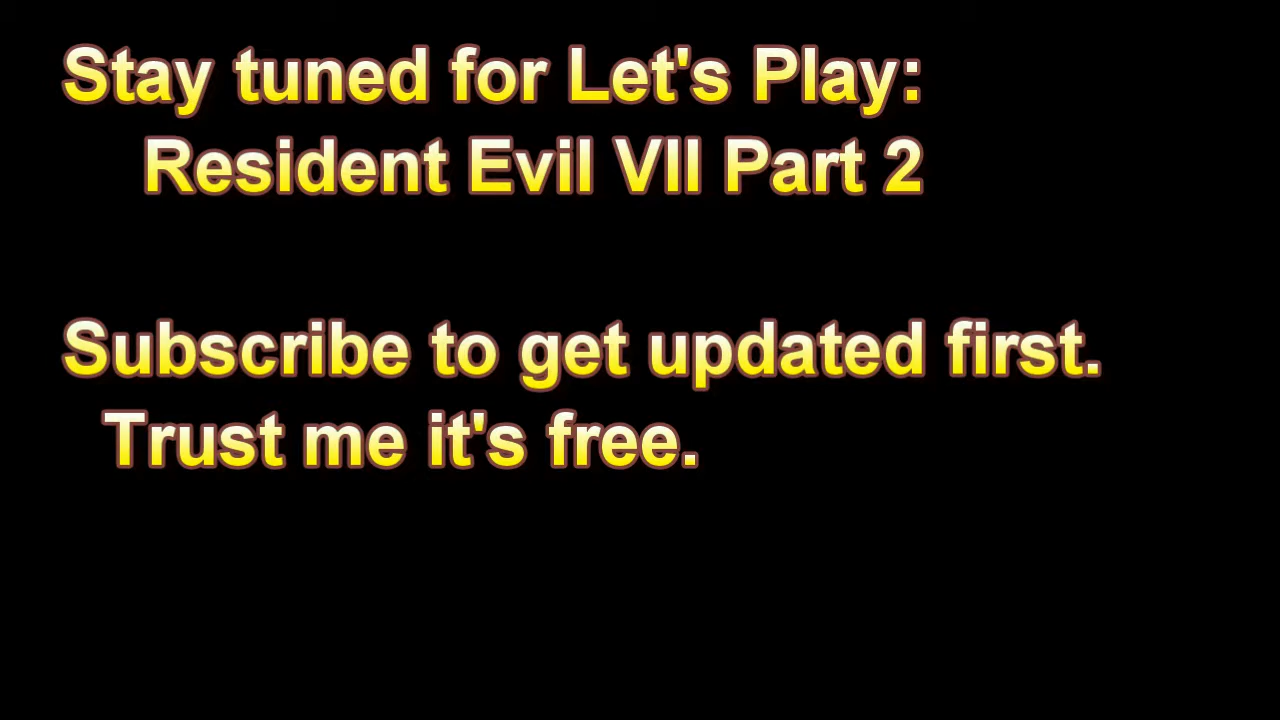 Stay tuned for Let's Play:
Resident Evil VII Part 2
Subscribe to get updated first.
Trust me it's free.